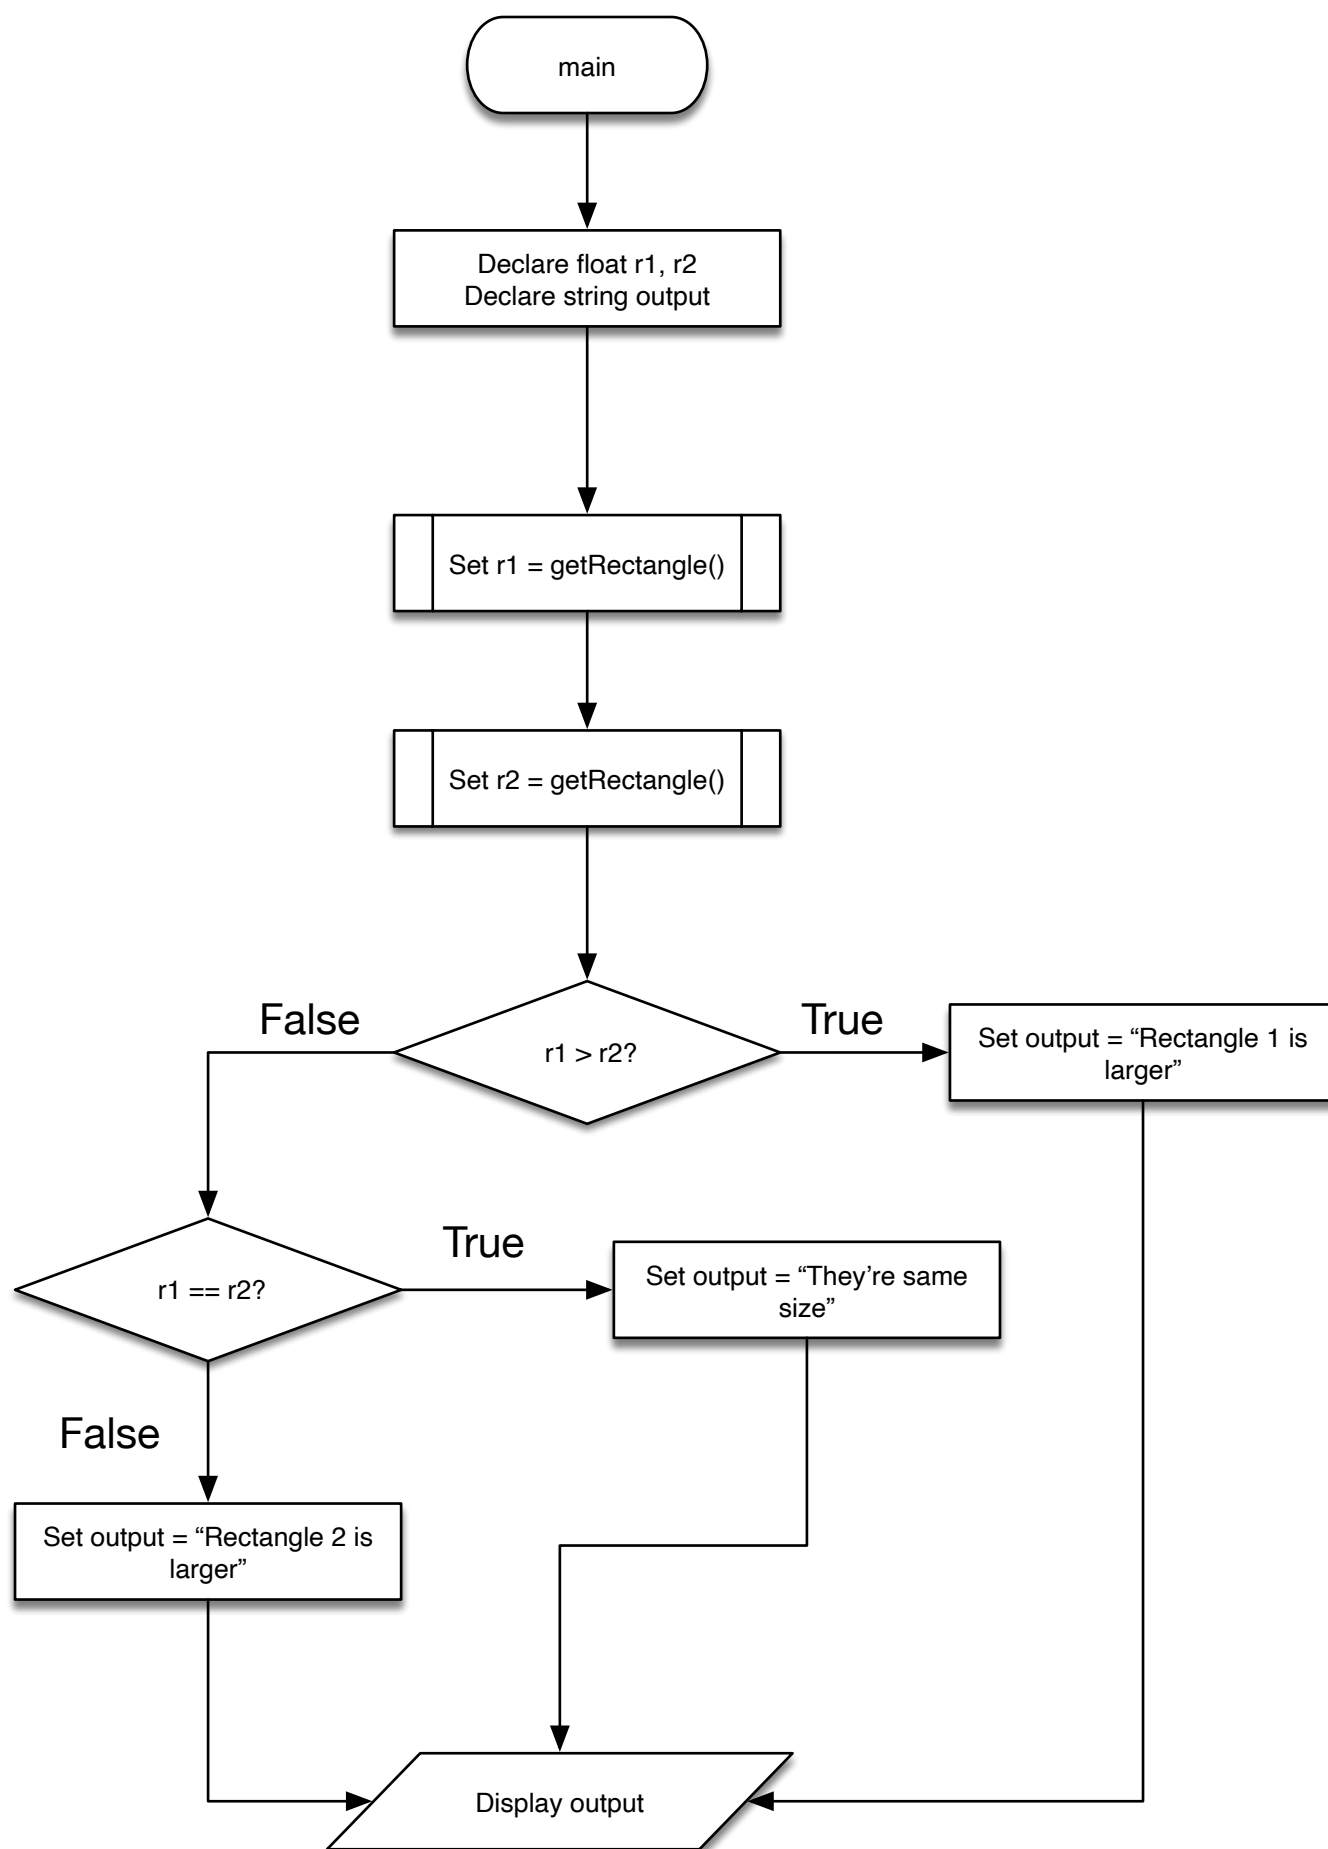 main
Declare float r1, r2
Declare string output
Set r1 = getRectangle()
Set r2 = getRectangle()
False
True
r1 > r2?
Set output = “Rectangle 1 is
larger”
True
r1 == r2?
Set output = “They’re same
size”
False
Set output = “Rectangle 2 is
larger”
Display output